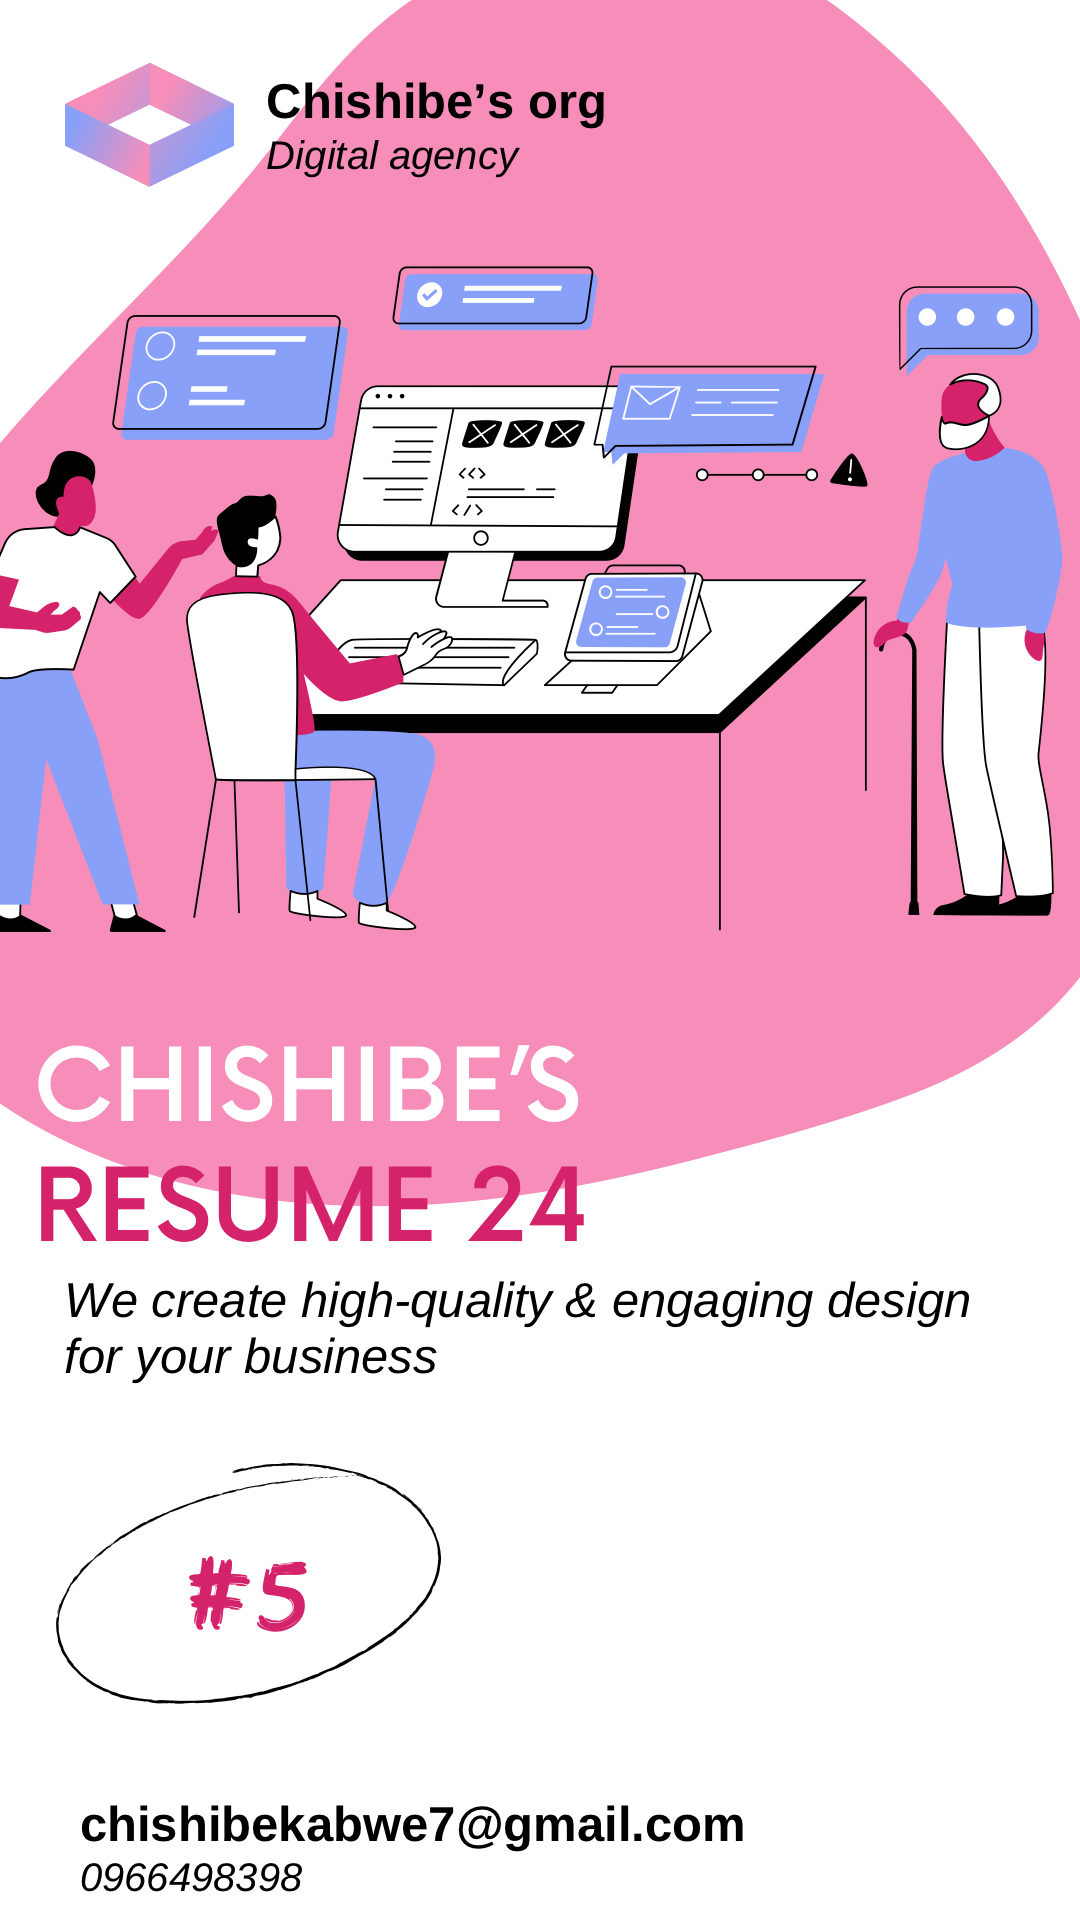 Chishibe’s org
Digital agency
CHISHIBE’S
RESUME 24
We create high-quality & engaging design
for your business
#5
chishibekabwe7@gmail.com
0966498398